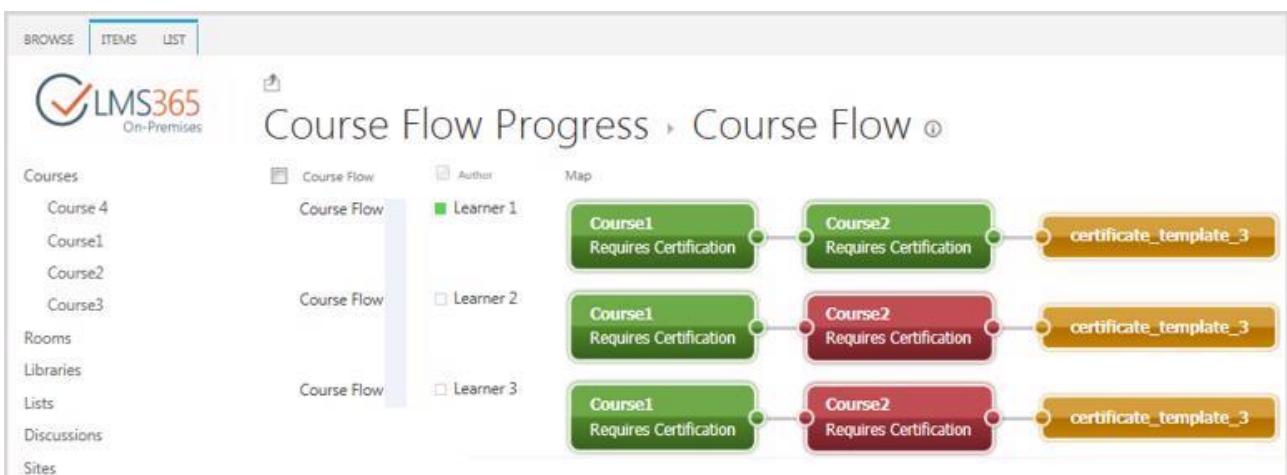 BROWSE ITEMS LIST
LMS365
On-Premises
Course Flow Progress › Course Flow
Courses
Course 4
Course1
Course2
Course3
Rooms
Libraries
Lists
Discussions
Sites
Course Flow Author Map
Course Flow Learner 1
Course1
Requires Certification
Course2
Requires Certification
certificate_template_3
Course Flow Learner 2
Course1
Requires Certification
Course2
Requires Certification
certificate_template_3
Course Flow Learner 3
Course1
Requires Certification
Course2
Requires Certification
certificate_template_3